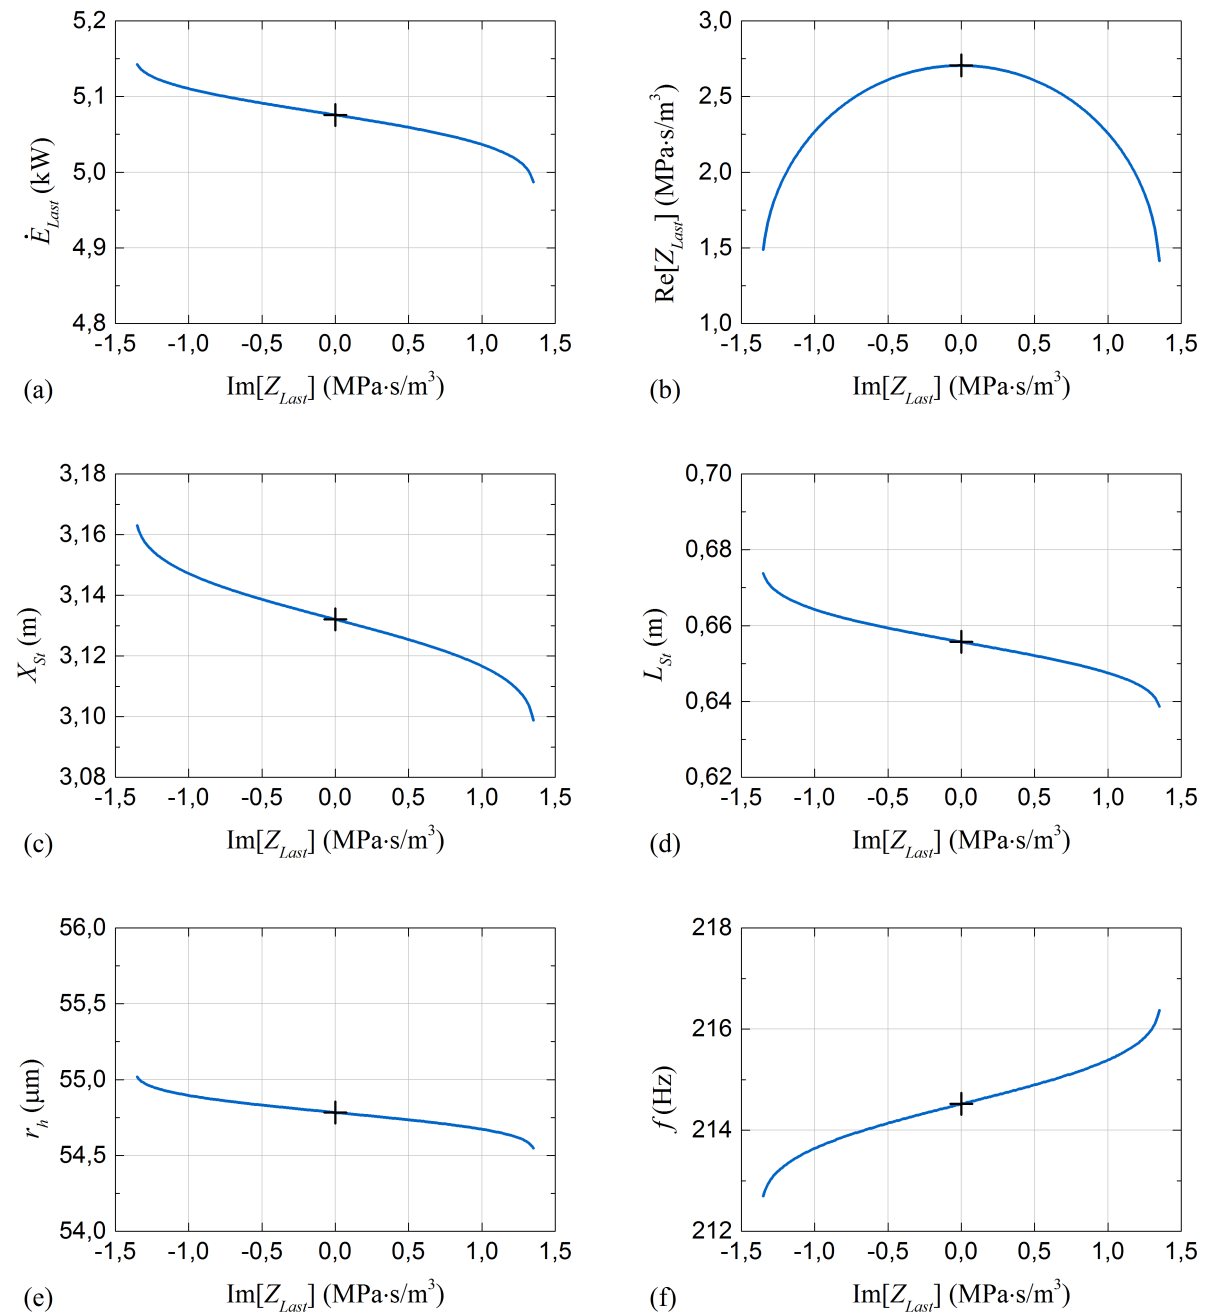 5,2
5,1
5,0
4,9
4,8
Ė_Last (kW)
-1,5 -1,0 -0,5 0,0 0,5 1,0 1,5
(a) Im[Z_Last] (MPa·s/m³)
3,0
2,5
2,0
1,5
1,0
Re[Z_Last] (MPa·s/m³)
-1,5 -1,0 -0,5 0,0 0,5 1,0 1,5
(b) Im[Z_Last] (MPa·s/m³)
3,18
3,16
3,14
3,12
3,10
3,08
X_St (m)
-1,5 -1,0 -0,5 0,0 0,5 1,0 1,5
(c) Im[Z_Last] (MPa·s/m³)
0,70
0,68
0,66
0,64
0,62
L_St (m)
-1,5 -1,0 -0,5 0,0 0,5 1,0 1,5
(d) Im[Z_Last] (MPa·s/m³)
56,0
55,5
55,0
54,5
54,0
r_h (µm)
-1,5 -1,0 -0,5 0,0 0,5 1,0 1,5
(e) Im[Z_Last] (MPa·s/m³)
218
216
214
212
f (Hz)
-1,5 -1,0 -0,5 0,0 0,5 1,0 1,5
(f) Im[Z_Last] (MPa·s/m³)